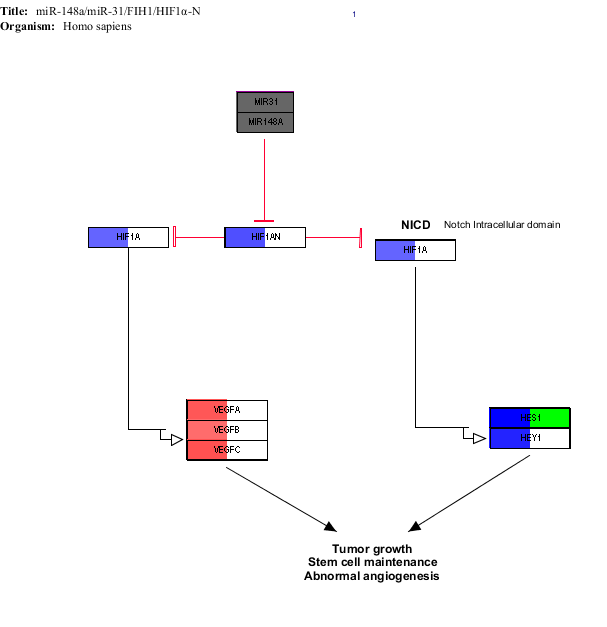 Title: miR-148a/miR-31/FIH1/HIF1α-N
1
Organism: Homo sapiens
MIR31
MIR148A
NICD Notch Intracellular domain
HIF1A
HIF1AN
HIF1A
VEGFA
VEGFB
VEGFC
HES1
HEY1
Tumor growth
Stem cell maintenance
Abnormal angiogenesis